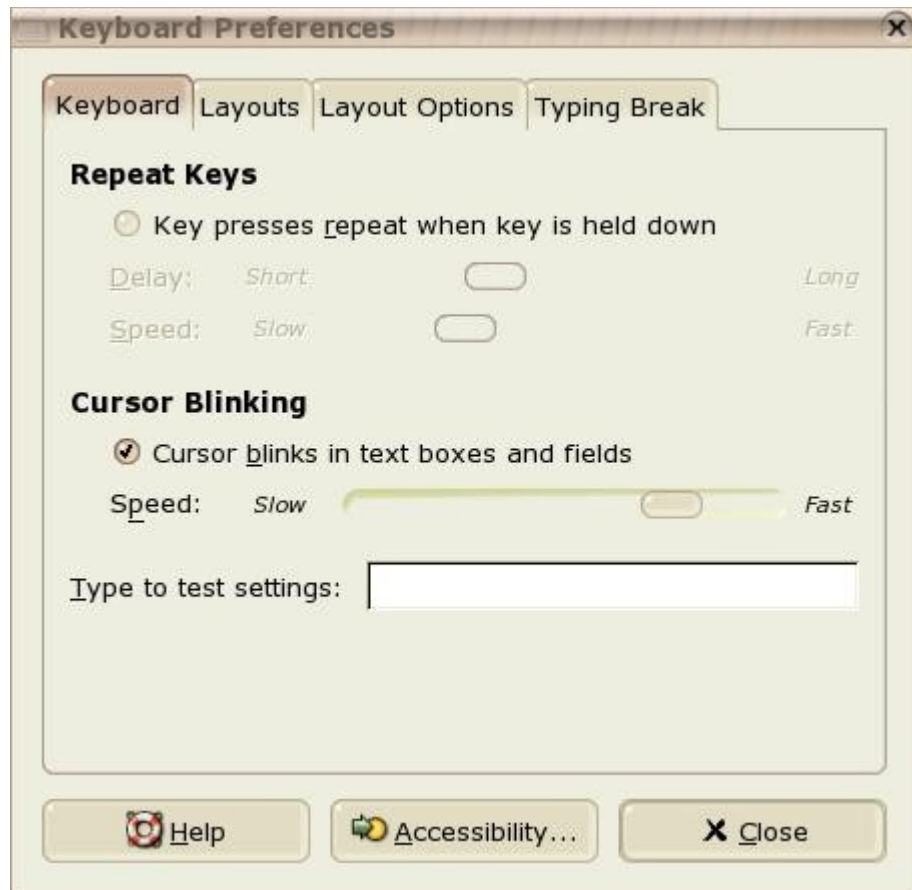 Keyboard Preferences
Keyboard Layouts Layout Options Typing Break
Repeat Keys
Key presses repeat when key is held down
Delay: Short Long
Speed: Slow Fast
Cursor Blinking
Cursor blinks in text boxes and fields
Speed: Slow Fast
Type to test settings:
Help Accessibility... Close